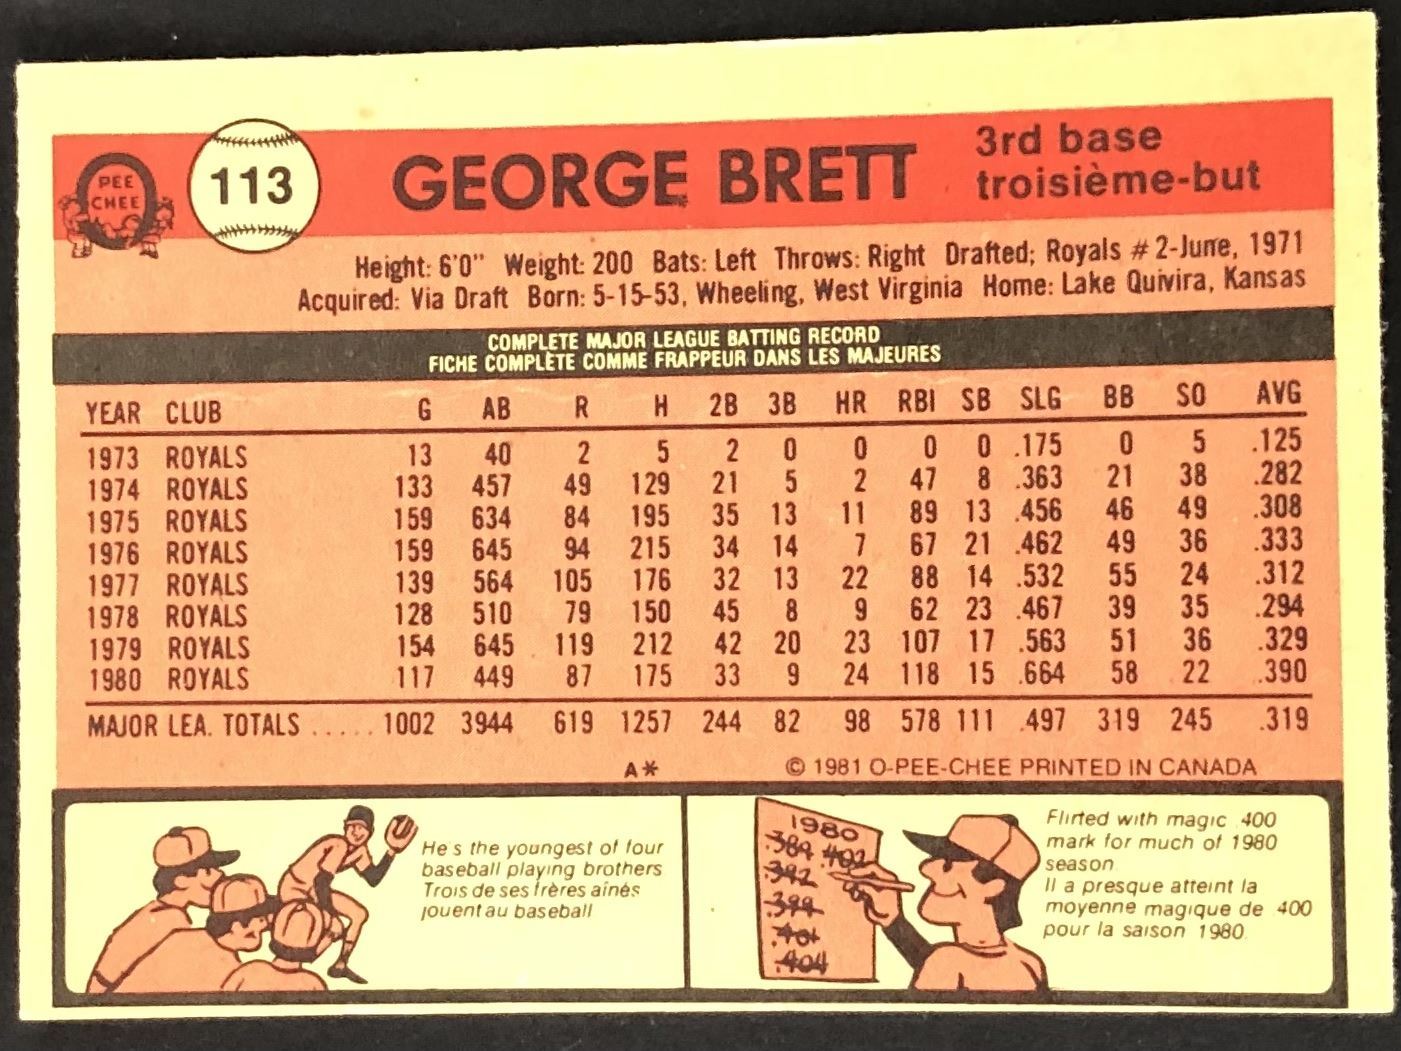 PEE
CHEE
113
GEORGE BRETT
3rd base
troisième-but
Height: 6'0" Weight: 200 Bats: Left Throws: Right Drafted; Royals #2-June, 1971
Acquired: Via Draft Born: 5-15-53, Wheeling, West Virginia Home: Lake Quivira, Kansas
COMPLETE MAJOR LEAGUE BATTING RECORD
FICHE COMPLÈTE COMME FRAPPEUR DANS LES MAJEURES
YEAR CLUB G AB R H 2B 3B HR RBI SB SLG BB SO AVG
1973 ROYALS 13 40 2 5 2 0 0 0 0 .175 0 5 .125
1974 ROYALS 133 457 49 129 21 5 2 47 8 .363 21 38 .282
1975 ROYALS 159 634 84 195 35 13 11 89 13 .456 46 49 .308
1976 ROYALS 159 645 94 215 34 14 7 67 21 .462 49 36 .333
1977 ROYALS 139 564 105 176 32 13 22 88 14 .532 55 24 .312
1978 ROYALS 128 510 79 150 45 8 9 62 23 .467 39 35 .294
1979 ROYALS 154 645 119 212 42 20 23 107 17 .563 51 36 .329
1980 ROYALS 117 449 87 175 33 9 24 118 15 .664 58 22 .390
MAJOR LEA. TOTALS ..... 1002 3944 619 1257 244 82 98 578 111 .497 319 245 .319
A* © 1981 O-PEE-CHEE PRINTED IN CANADA
He's the youngest of four
baseball playing brothers
Trois de ses frères aînés
jouent au baseball
1980
.389 .402
.392
.399
.401
.404
Flirted with magic .400
mark for much of 1980
season
Il a presque atteint la
moyenne magique de .400
pour la saison 1980.